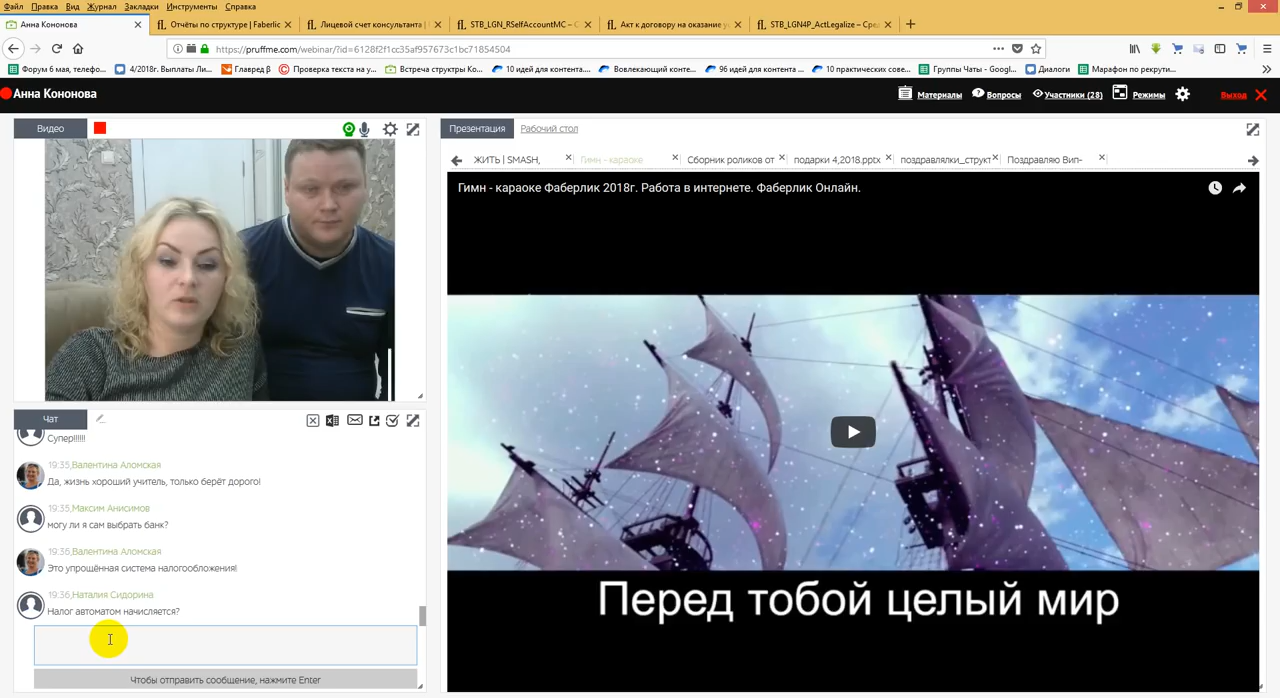 Файл Правка Вид Журнал Закладки Инструменты Справка
Анна Кононова
Отчёты по структуре | Faberlic
Лицевой счет консультанта |
STB_LGN_RSelfAccountMC – С
Акт к договору на оказание у
STB_LGN4P_ActLegalize – Сре
https://pruffme.com/webinar/?id=6128f2f1cc35af957673c1bc71854504
Форум 6 мая, телефо...
4/2018г. Выплаты Ли...
Главред β
Проверка текста на у...
Встреча структры Ко...
10 идей для контента....
Вовлекающий конте...
96 идей для контента ...
10 практических сове...
Группы Чаты - Googl...
Диалоги
Марафон по рекрути...
Анна Кононова
Материалы
Вопросы
Участники (28)
Режимы
Выход
Видео
Презентация
Рабочий стол
ЖИТЬ | SMASH,
Гимн - караоке
Сборник роликов от
подарки 4,2018.pptx
поздравлялки_структ
Поздравляю Вип-
Гимн - караоке Фаберлик 2018г. Работа в интернете. Фаберлик Онлайн.
Перед тобой целый мир
Чат
Супер!!!!!!
19:35,Валентина Аломская
Да, жизнь хороший учитель, только берёт дорого!
19:35,Максим Анисимов
могу ли я сам выбрать банк?
19:36,Валентина Аломская
Это упрощённая система налогообложения!
19:36,Наталия Сидорина
Налог автоматом начисляется?
Чтобы отправить сообщение, нажмите Enter